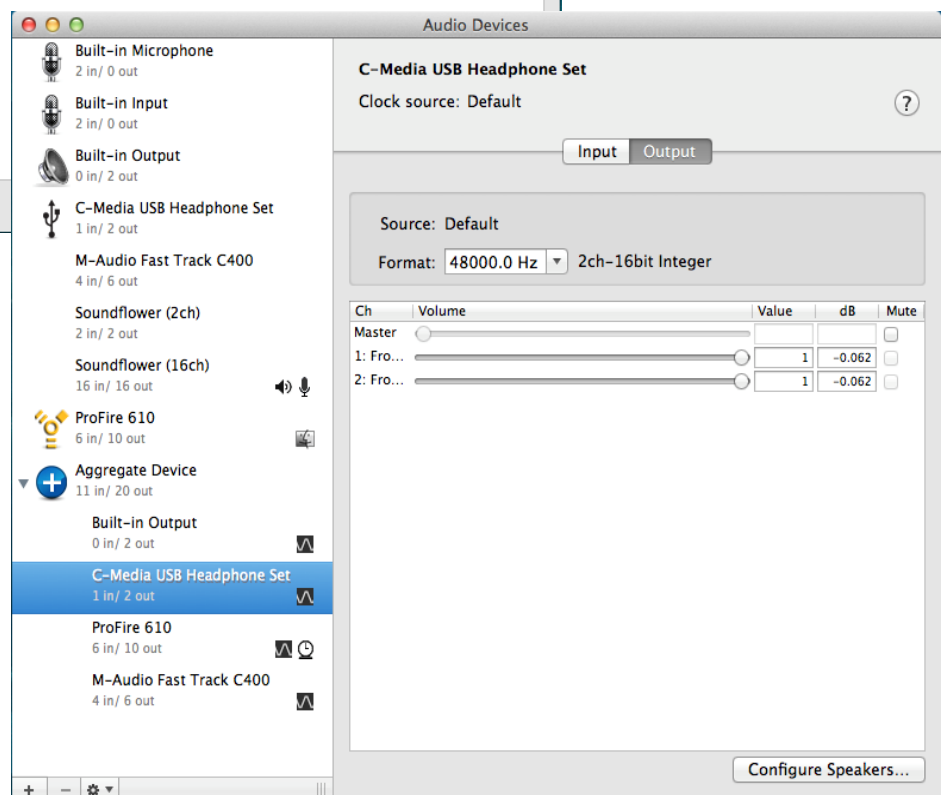 Audio Devices
Built-in Microphone
2 in/ 0 out
Built-in Input
2 in/ 0 out
Built-in Output
0 in/ 2 out
C-Media USB Headphone Set
1 in/ 2 out
M-Audio Fast Track C400
4 in/ 6 out
Soundflower (2ch)
2 in/ 2 out
Soundflower (16ch)
16 in/ 16 out
ProFire 610
6 in/ 10 out
Aggregate Device
11 in/ 20 out
Built-in Output
0 in/ 2 out
C-Media USB Headphone Set
1 in/ 2 out
ProFire 610
6 in/ 10 out
M-Audio Fast Track C400
4 in/ 6 out
C-Media USB Headphone Set
Clock source: Default
?
Input Output
Source: Default
Format: 48000.0 Hz 2ch-16bit Integer
Ch Volume Value dB Mute
Master
1: Fro... 1 -0.062
2: Fro... 1 -0.062
Configure Speakers...